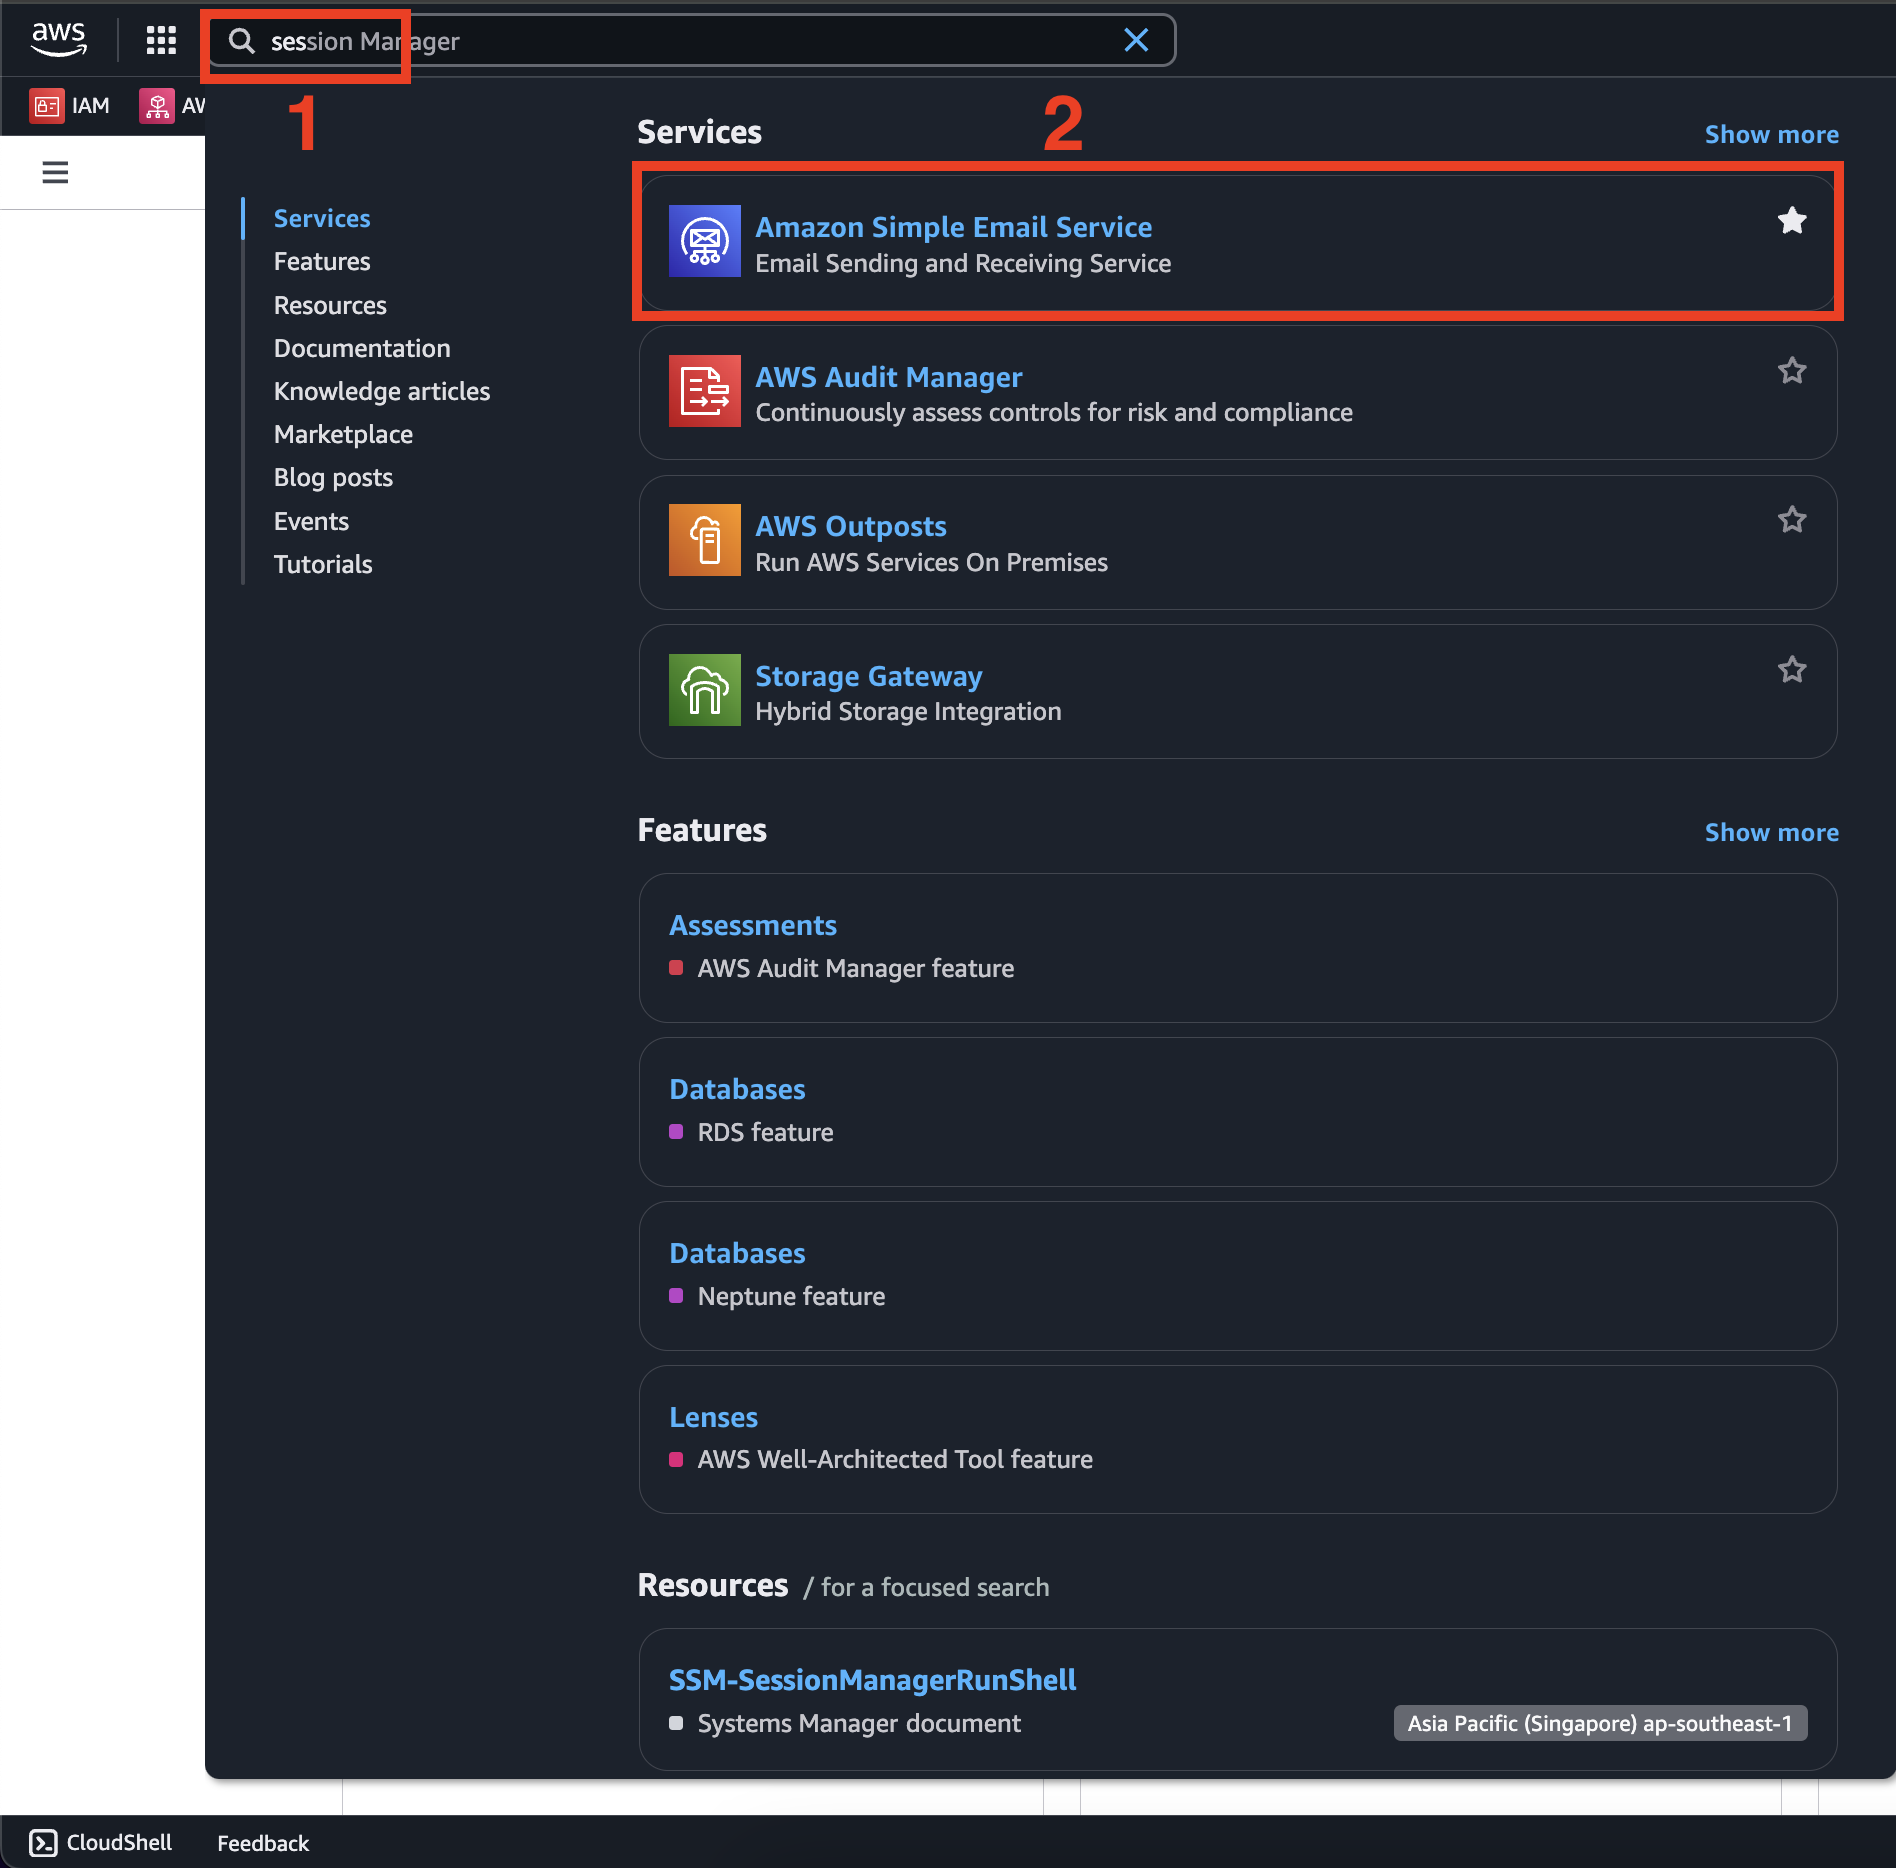 aws
session Manager
IAM
AW
1
2
Services
Show more
Services
Features
Resources
Documentation
Knowledge articles
Marketplace
Blog posts
Events
Tutorials
Amazon Simple Email Service
Email Sending and Receiving Service
AWS Audit Manager
Continuously assess controls for risk and compliance
AWS Outposts
Run AWS Services On Premises
Storage Gateway
Hybrid Storage Integration
Features
Show more
Assessments
AWS Audit Manager feature
Databases
RDS feature
Databases
Neptune feature
Lenses
AWS Well-Architected Tool feature
Resources / for a focused search
SSM-SessionManagerRunShell
Systems Manager document
Asia Pacific (Singapore) ap-southeast-1
CloudShell
Feedback